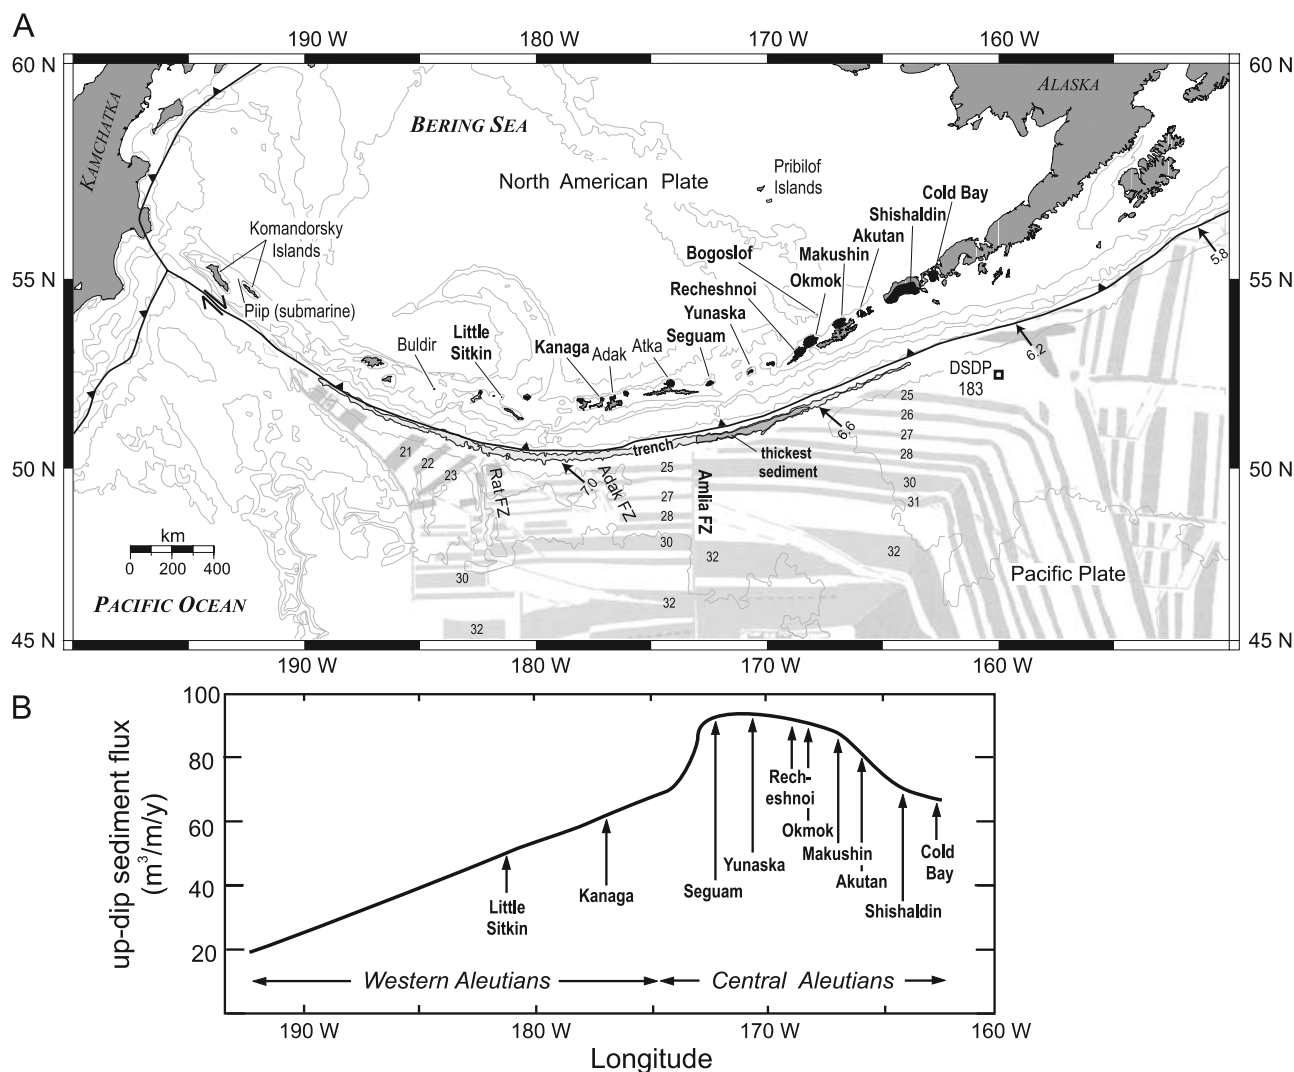 A
190 W
180 W
170 W
160 W
60 N
60 N
KAMCHATKA
BERING SEA
ALASKA
North American Plate
Pribilof
Islands
Cold Bay
Shishaldin
Akutan
Komandorsky
Islands
Bogoslof
Makushin
Okmok
5.8
55 N
55 N
Piip (submarine)
Recheshnoi
Yunaska
Little
Sitkin
Buldir
Kanaga
Adak
Atka
Seguam
6.2
DSDP
183
25
26
6.6
27
28
trench
thickest
sediment
21
22
23
50 N
50 N
Rat FZ
7.0
Adak FZ
25
Amlia FZ
27
28
30
30
31
32
32
km
0 200 400
30
32
32
Pacific Plate
PACIFIC OCEAN
45 N
45 N
190 W
180 W
170 W
160 W
B
up-dip sediment flux
(m³/m/y)
100
80
60
40
20
Rech-
eshnoi
Okmok
Makushin
Yunaska
Akutan
Cold
Bay
Seguam
Kanaga
Shishaldin
Little
Sitkin
Western Aleutians
Central Aleutians
190 W
180 W
170 W
160 W
Longitude